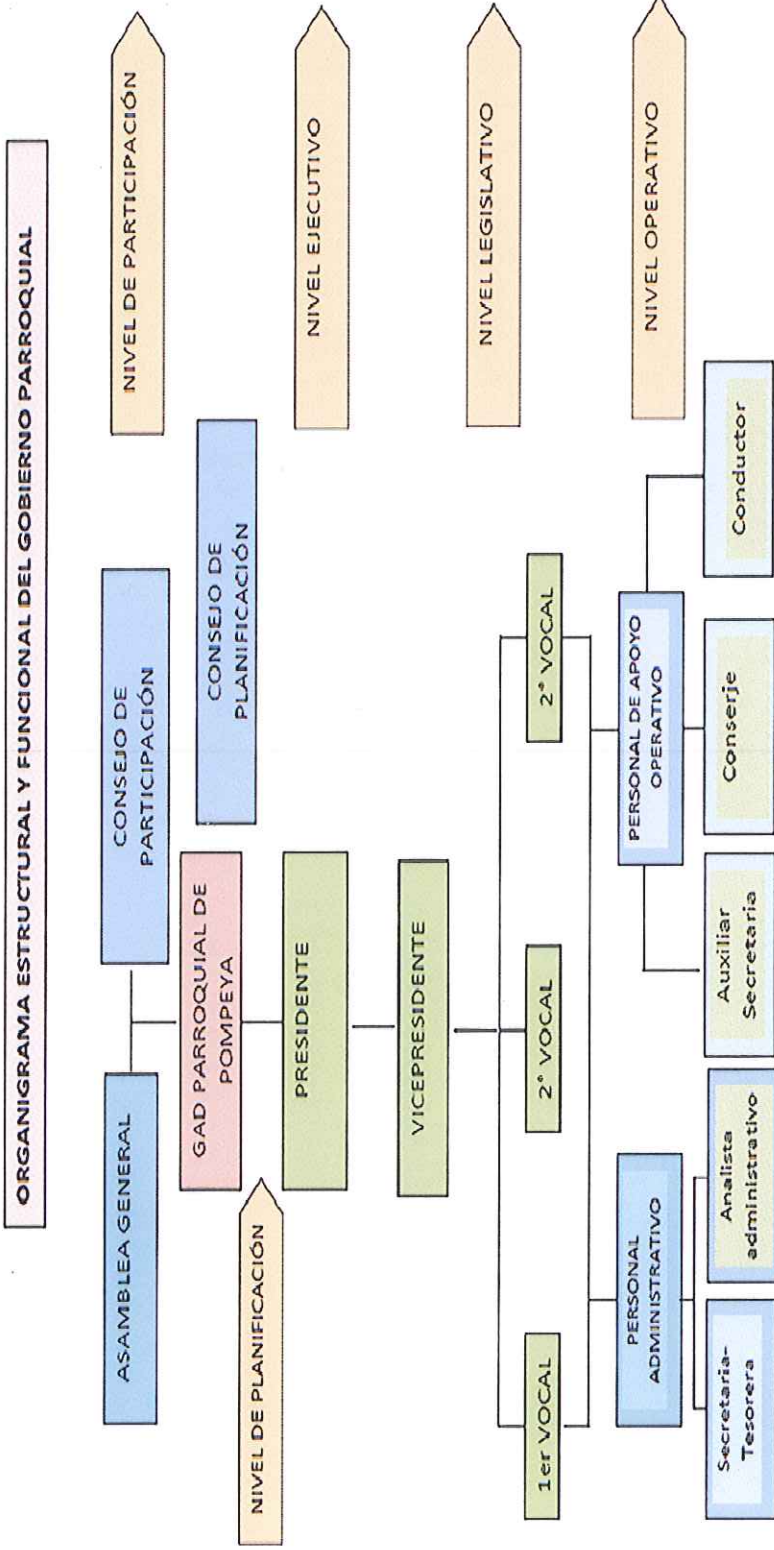 ORGANIGRAMA ESTRUCTURAL Y FUNCIONAL DEL GOBIERNO PARROQUIAL
ASAMBLEA GENERAL
CONSEJO DE
PARTICIPACIÓN
NIVEL DE PARTICIPACIÓN
GAD PARROQUIAL DE
POMPEYA
CONSEJO DE
PLANIFICACIÓN
NIVEL DE PLANIFICACIÓN
PRESIDENTE
NIVEL EJECUTIVO
VICEPRESIDENTE
1er VOCAL
2° VOCAL
2° VOCAL
NIVEL LEGISLATIVO
PERSONAL
ADMINISTRATIVO
PERSONAL DE APOYO
OPERATIVO
NIVEL OPERATIVO
Secretaria-
Tesorera
Analista
administrativo
Auxiliar
Secretaria
Conserje
Conductor